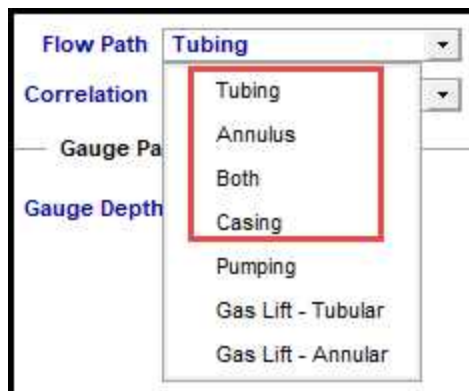 Flow Path Tubing
Correlation
Tubing
Annulus
Gauge Pa
Both
Gauge Depth
Casing
Pumping
Gas Lift - Tubular
Gas Lift - Annular